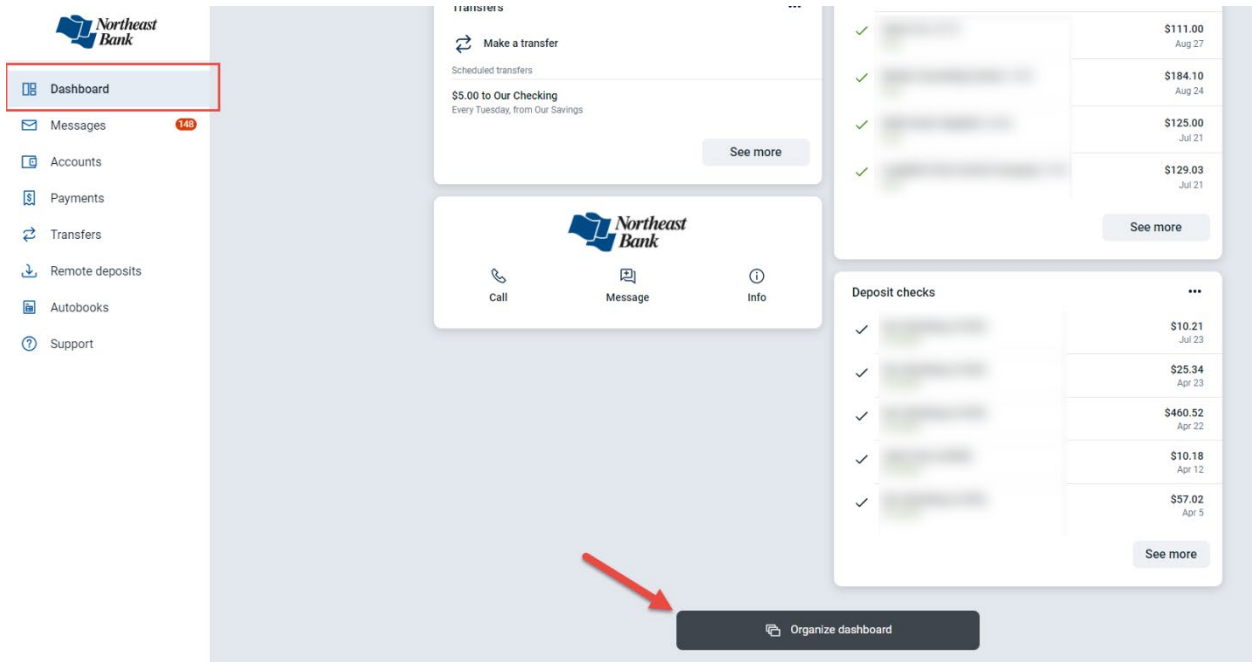 Northeast
Bank
Dashboard
Messages 148
Accounts
Payments
Transfers
Remote deposits
Autobooks
Support
Transfers
Make a transfer
Scheduled transfers
$5.00 to Our Checking
Every Tuesday, from Our Savings
See more
Northeast
Bank
Call Message Info
$111.00
Aug 27
$184.10
Aug 24
$125.00
Jul 21
$129.03
Jul 21
See more
Deposit checks
$10.21
Jul 23
$25.34
Apr 23
$460.52
Apr 22
$10.18
Apr 12
$57.02
Apr 5
See more
Organize dashboard